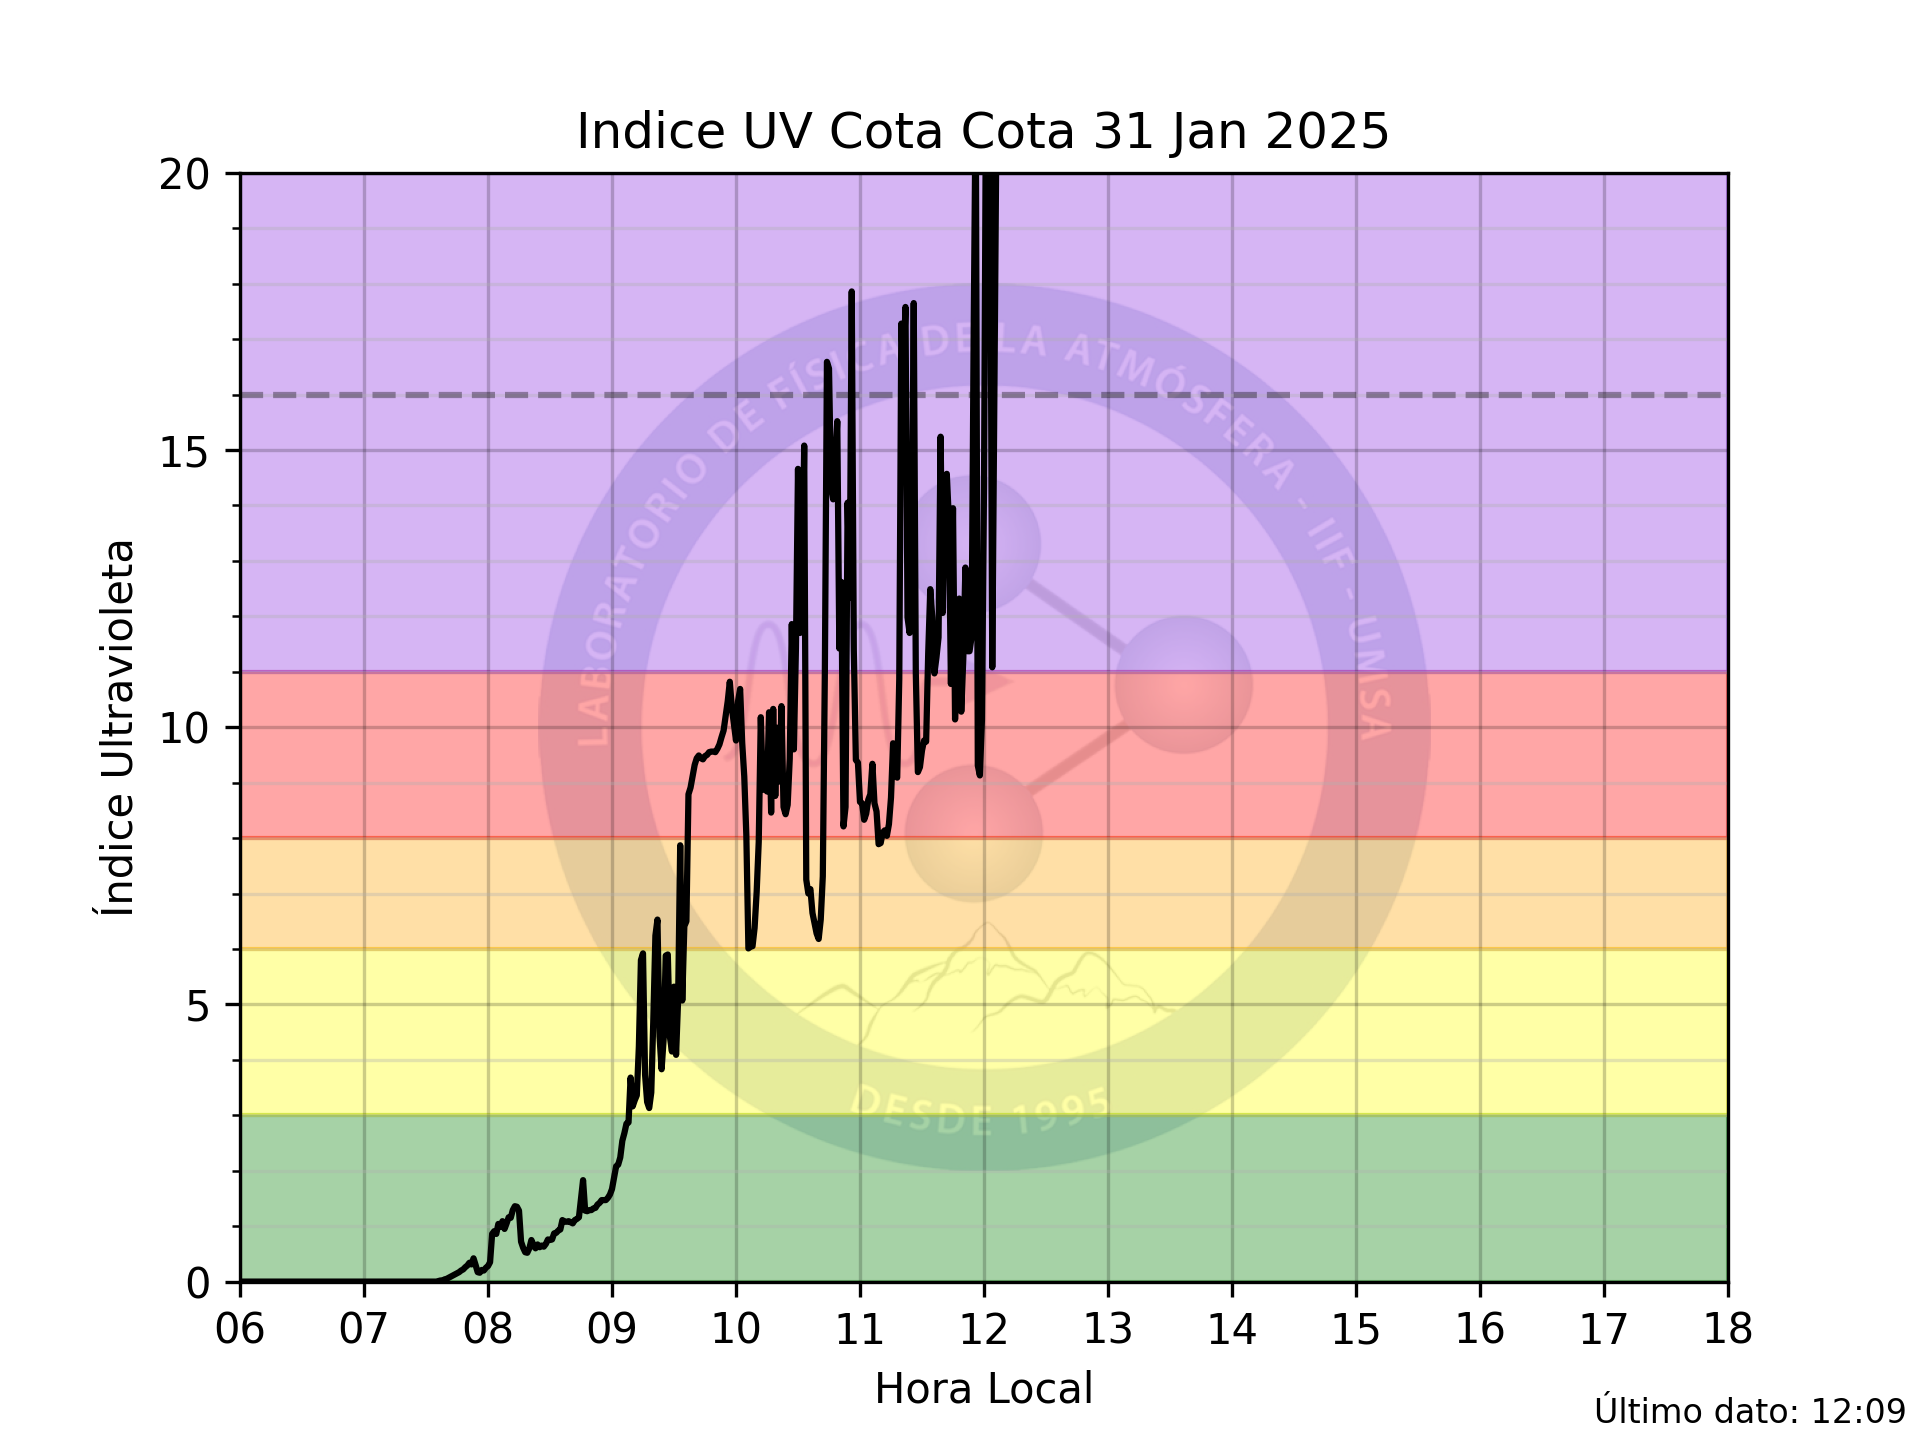 Indice UV Cota Cota 31 Jan 2025
20
15
10
5
0
Índice Ultravioleta
LABORATORIO DE FÍSICA DE LA ATMÓSFERA - IIF - UMSA
DESDE 1995
06 07 08 09 10 11 12 13 14 15 16 17 18
Hora Local
Último dato: 12:09